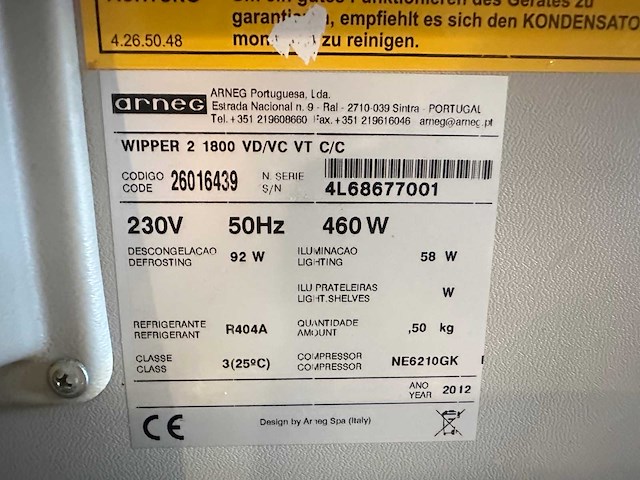 Funktionieren des Gerätes zu
4.26.50.48
empfiehlt es sich den KONDENSATO
zu reinigen.
arneg
ARNEG Portuguesa, Lda.
Estrada Nacional n. 9 - Ral - 2710-039 Sintra - PORTUGAL
Tel. +351 219608660 Fax. +351 219616046 arneg@arneg.pt
WIPPER 2 1800 VD/VC VT C/C
CODIGO
CODE
26016439
N. SERIE
S/N
4L68677001
230V 50Hz 460 W
DESCONGELACAO
DEFROSTING
92 W
ILUMINACAO
LIGHTING
58 W
ILU PRATELEIRAS
LIGHT. SHELVES
W
REFRIGERANTE
REFRIGERANT
R404A
QUANTIDADE
AMOUNT
,50 kg
CLASSE
CLASS
3(25ºC)
COMPRESSOR
COMPRESSOR
NE6210GK
ANO
YEAR
2012
CE
Design by Arneg Spa (Italy)